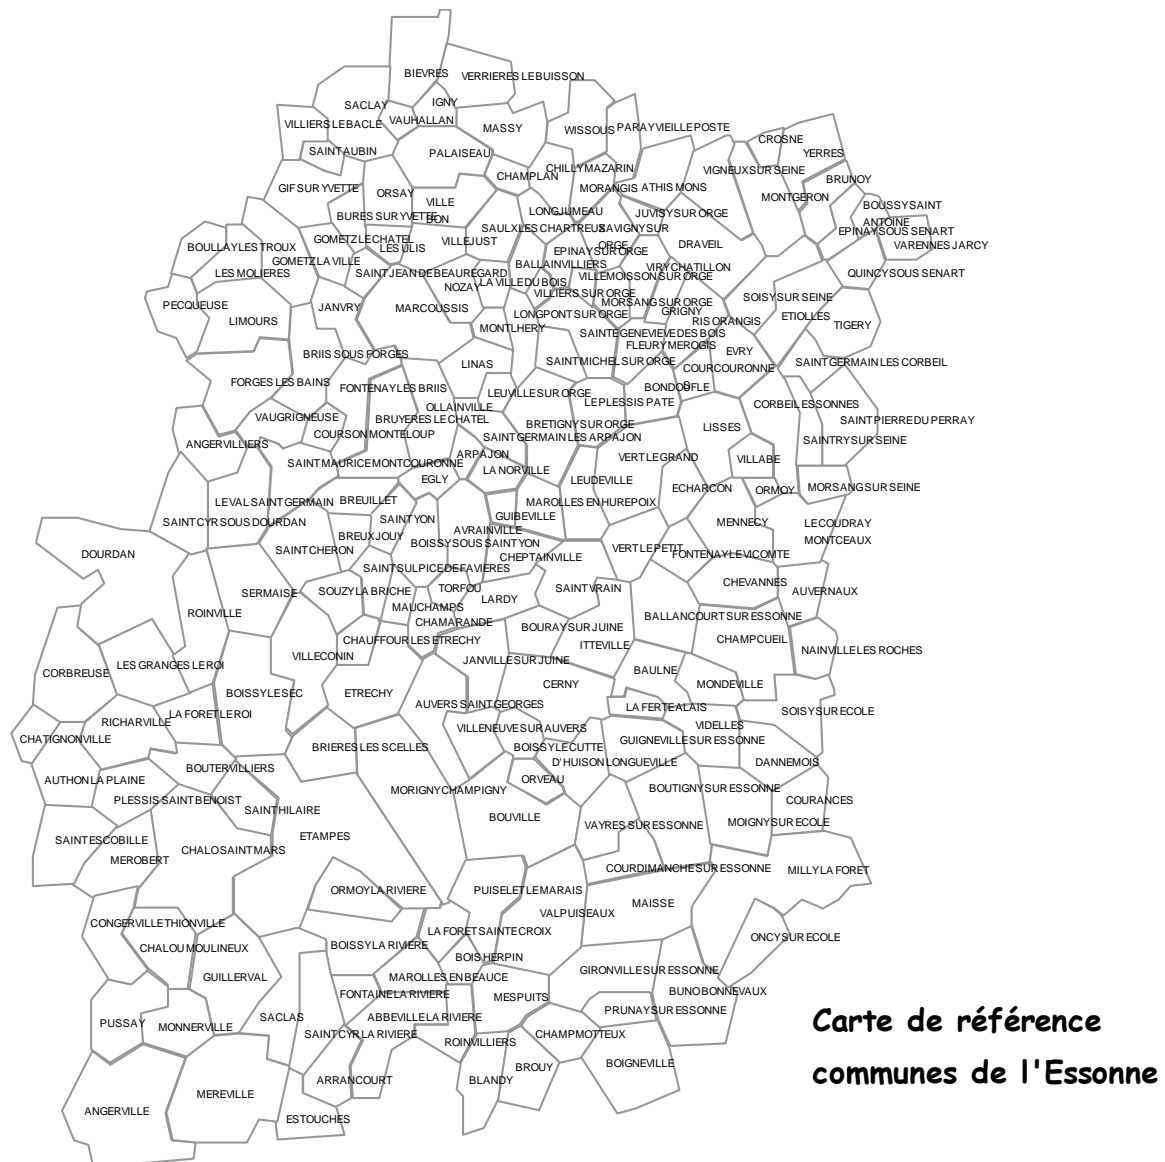 BIEVRES
VERRIERES LE BUISSON
IGNY
SACLAY
VAUHALLAN
VILLIERS LE BACLE
MASSY
WISSOUS
PARAY VIEILLE POSTE
CROSNE
SAINT AUBIN
PALAISEAU
YERRES
CHILLY MAZARIN
VIGNEUX SUR SEINE
CHAMPLAN
BRUNOY
GIF SUR YVETTE
ORSAY
MORANGIS
ATHIS MONS
MONTGERON
VILLE
BON
BOUSSY SAINT
ANTOINE
LONGJUMEAU
JUVISY SUR ORGE
BURES SUR YVETTE
SAULX LES CHARTREUX
SAVIGNY SUR
ORGE
EPINAY SOUS SENART
GOMETZ LE CHATEL
LES ULIS
VILLEJUST
DRAVEIL
VARENNES JARCY
BOULLAY LES TROUX
EPINAY SUR ORGE
GOMETZ LA VILLE
BALLAINVILLIERS
VIRY CHATILLON
LES MOLIERES
SAINT JEAN DE BEAUREGARD
VILLEMOISSON SUR ORGE
QUINCY SOUS SENART
NOZAY
LA VILLE DU BOIS
VILLIERS SUR ORGE
SOISY SUR SEINE
PECQUEUSE
JANVRY
MARCOUSSIS
MORSANG SUR ORGE
GRIGNY
LONGPONT SUR ORGE
ETIOLLES
LIMOURS
RIS ORANGIS
TIGERY
MONTLHERY
SAINTE GENEVIEVE DES BOIS
FLEURY MEROGIS
BRIIS SOUS FORGES
EVRY
LINAS
SAINT MICHEL SUR ORGE
COURCOURONNE
SAINT GERMAIN LES CORBEIL
FORGES LES BAINS
FONTENAY LES BRIIS
BONDOUFLE
LEUVILLE SUR ORGE
LE PLESSIS PATE
CORBEIL ESSONNES
OLLAINVILLE
VAUGRIGNEUSE
BRUYERES LE CHATEL
BRETIGNY SUR ORGE
LISSES
SAINT PIERRE DU PERRAY
COURSON MONTELOUP
SAINT GERMAIN LES ARPAJON
SAINTRY SUR SEINE
ANGERVILLIERS
ARPAJON
VERT LE GRAND
VILLABE
SAINT MAURICE MONTCOURONNE
LA NORVILLE
EGLY
LEUDEVILLE
ECHARCON
ORMOY
MORSANG SUR SEINE
LE VAL SAINT GERMAIN
BREUILLET
MAROLLES EN HUREPOIX
GUIBEVILLE
SAINT CYR SOUS DOURDAN
SAINT YON
MENNECY
LE COUDRAY
MONTCEAUX
AVRAINVILLE
BREUX JOUY
BOISSY SOUS SAINT YON
SAINT CHERON
VERT LE PETIT
FONTENAY LE VICOMTE
DOURDAN
CHEPTAINVILLE
SAINT SULPICE DE FAVIERES
CHEVANNES
SERMAISE
SOUZY LA BRICHE
TORFOU
SAINT VRAIN
AUVERNAUX
LARDY
MAUCHAMPS
ROINVILLE
CHAMARANDE
BALLANCOURT SUR ESSONNE
BOURAY SUR JUINE
CHAUFFOUR LES ETRECHY
CHAMPCUEIL
ITTEVILLE
NAINVILLE LES ROCHES
VILLECONIN
JANVILLE SUR JUINE
LES GRANGES LE ROI
CORBREUSE
BAULNE
CERNY
MONDEVILLE
BOISSY LE SEC
ETRECHY
AUVERS SAINT GEORGES
LA FERTE ALAIS
SOISY SUR ECOLE
LA FORET LE ROI
RICHARVILLE
VILLENEUVE SUR AUVERS
VIDELLES
CHATIGNONVILLE
GUIGNEVILLE SUR ESSONNE
BRIERES LES SCELLES
BOISSY LE CUTTE
D'HUISON LONGUEVILLE
DANNEMOIS
BOUTERVILLIERS
AUTHON LA PLAINE
ORVEAU
MORIGNY CHAMPIGNY
BOUTIGNY SUR ESSONNE
PLESSIS SAINT BENOIST
COURANCES
SAINT HILAIRE
BOUVILLE
VAYRES SUR ESSONNE
MOIGNY SUR ECOLE
ETAMPES
SAINT ESCOBILLE
CHALO SAINT MARS
MEROBERT
COURDIMANCHE SUR ESSONNE
MILLY LA FORET
ORMOY LA RIVIERE
PUISELET LE MARAIS
MAISSE
VALPUISEAUX
CONGERVILLE THIONVILLE
LA FORET SAINTE CROIX
ONCY SUR ECOLE
CHALOU MOULINEUX
BOISSY LA RIVIERE
BOIS HERPIN
GIRONVILLE SUR ESSONNE
GUILLERVAL
MAROLLES EN BEAUCE
BUNO BONNEVAUX
FONTAINE LA RIVIERE
MESPUITS
PRUNAY SUR ESSONNE
SACLAS
ABBEVILLE LA RIVIERE
PUSSAY
MONNERVILLE
SAINT CYR LA RIVIERE
CHAMPMOTTEUX
Carte de référence
ROINVILLIERS
BOIGNEVILLE
BROUY
communes de l'Essonne
ARRANCOURT
BLANDY
MEREVILLE
ANGERVILLE
ESTOUCHES